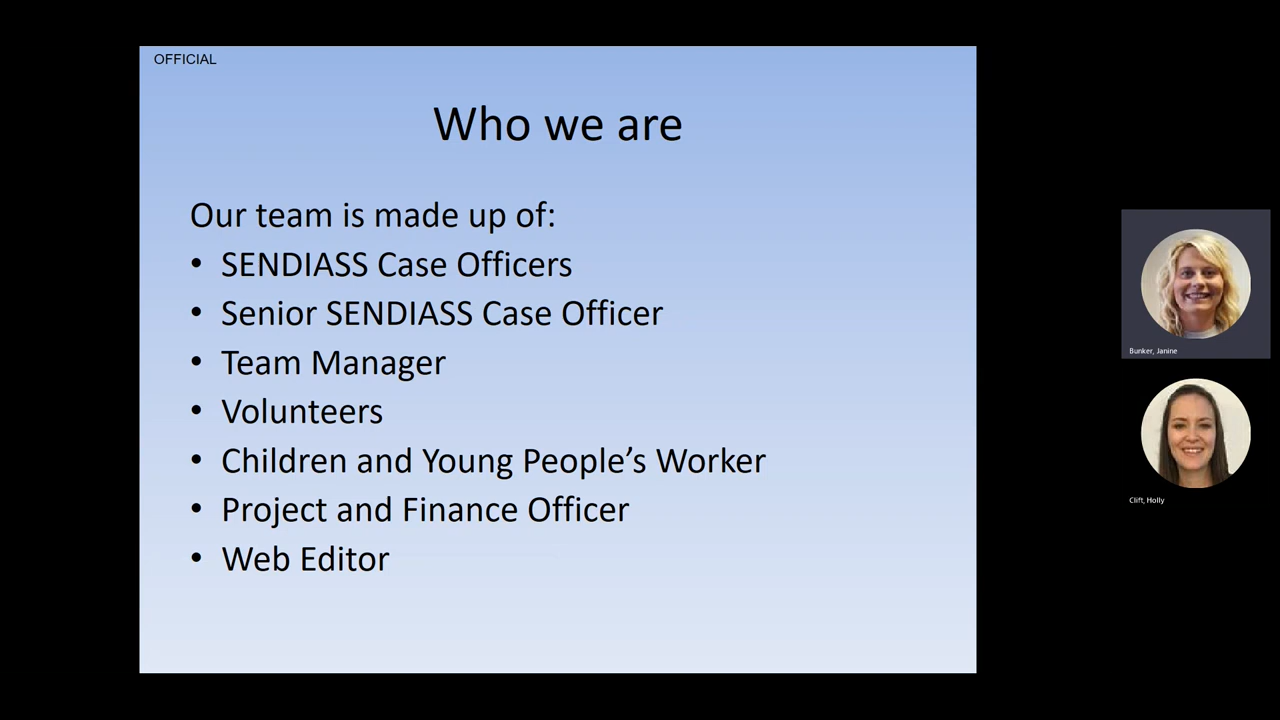 OFFICIAL
Who we are
Our team is made up of:
• SENDIASS Case Officers
• Senior SENDIASS Case Officer
• Team Manager
• Volunteers
• Children and Young People’s Worker
• Project and Finance Officer
• Web Editor
Bunker, Janine
Clift, Holly